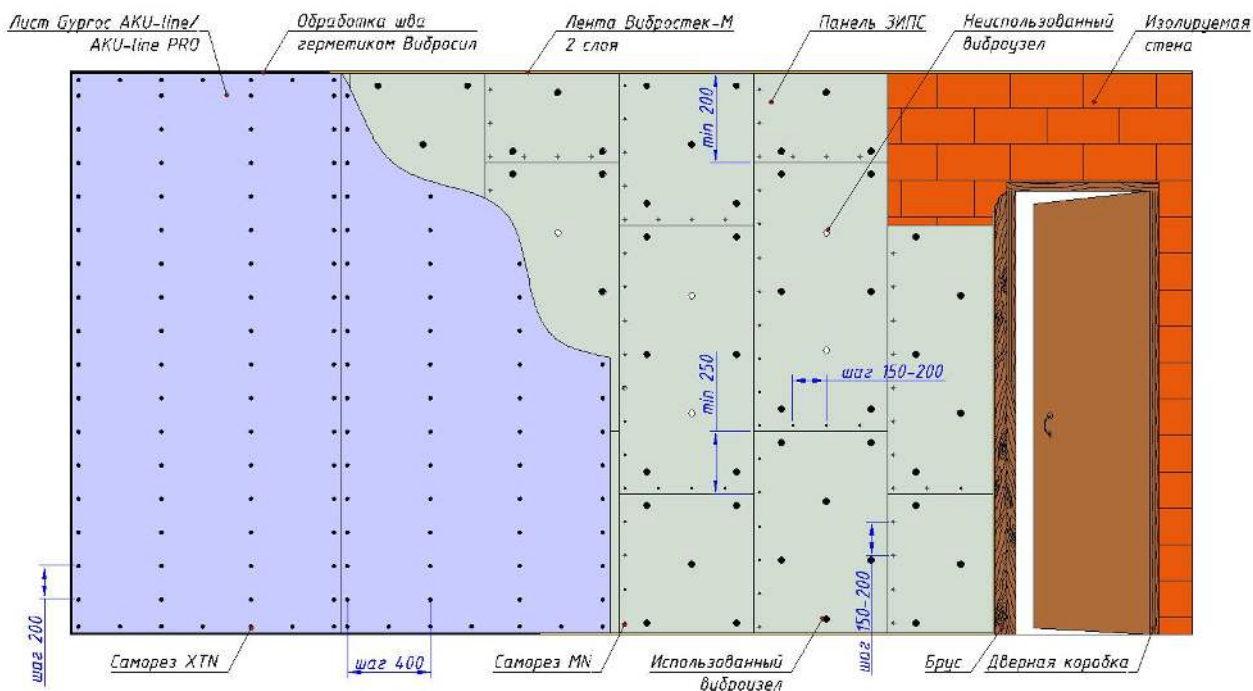 Лист Gyproc AKU-line/
AKU-line PRO
Обработка шва
герметиком Вибросил
Лента Вибростек-М
2 слоя
Панель ЗИПС
Неиспользованный
виброузел
Изолируемая
стена
min 200
min 250
шаг 150-200
шаг 150-200
шаг 200
шаг 400
Саморез XTN
Саморез MN
Использованный
виброузел
Брус
Дверная коробка